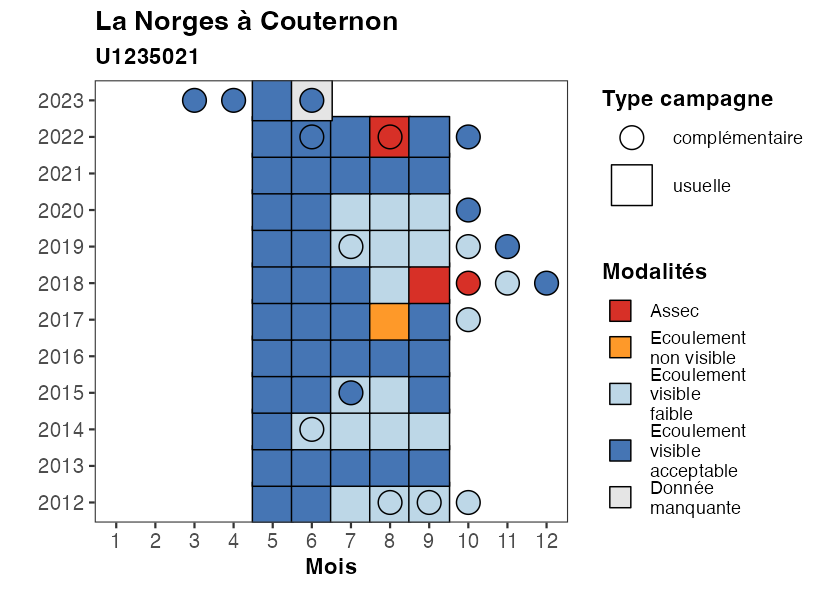 La Norges à Couternon
U1235021
2023
2022
2021
2020
2019
2018
2017
2016
2015
2014
2013
2012
1 2 3 4 5 6 7 8 9 10 11 12
Mois
Type campagne
complémentaire
usuelle
Modalités
Assec
Ecoulement
non visible
Ecoulement
visible
faible
Ecoulement
visible
acceptable
Donnée
manquante